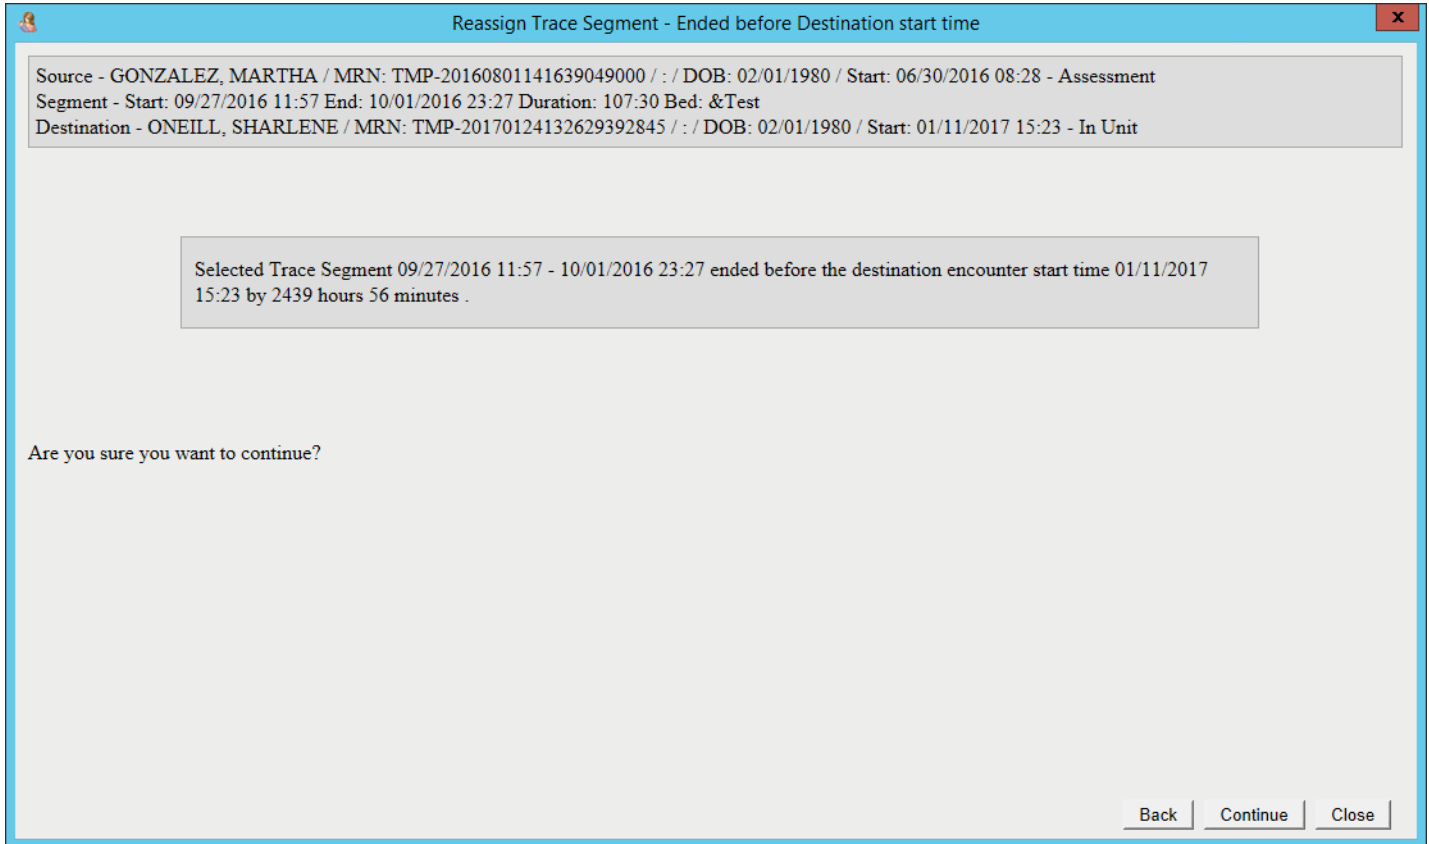 Reassign Trace Segment - Ended before Destination start time
x
Source - GONZALEZ, MARTHA / MRN: TMP-20160801141639049000 / : / DOB: 02/01/1980 / Start: 06/30/2016 08:28 - Assessment
Segment - Start: 09/27/2016 11:57 End: 10/01/2016 23:27 Duration: 107:30 Bed: &Test
Destination - ONEILL, SHARLENE / MRN: TMP-20170124132629392845 / : / DOB: 02/01/1980 / Start: 01/11/2017 15:23 - In Unit
Selected Trace Segment 09/27/2016 11:57 - 10/01/2016 23:27 ended before the destination encounter start time 01/11/2017
15:23 by 2439 hours 56 minutes .
Are you sure you want to continue?
Back Continue Close